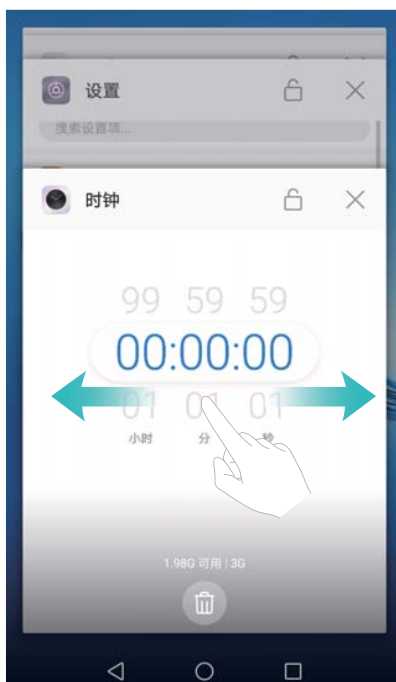 设置
搜索设置项...
时钟
99 59 59
00:00:00
01 01 01
小时 分 秒
1.98G 可用 | 3G